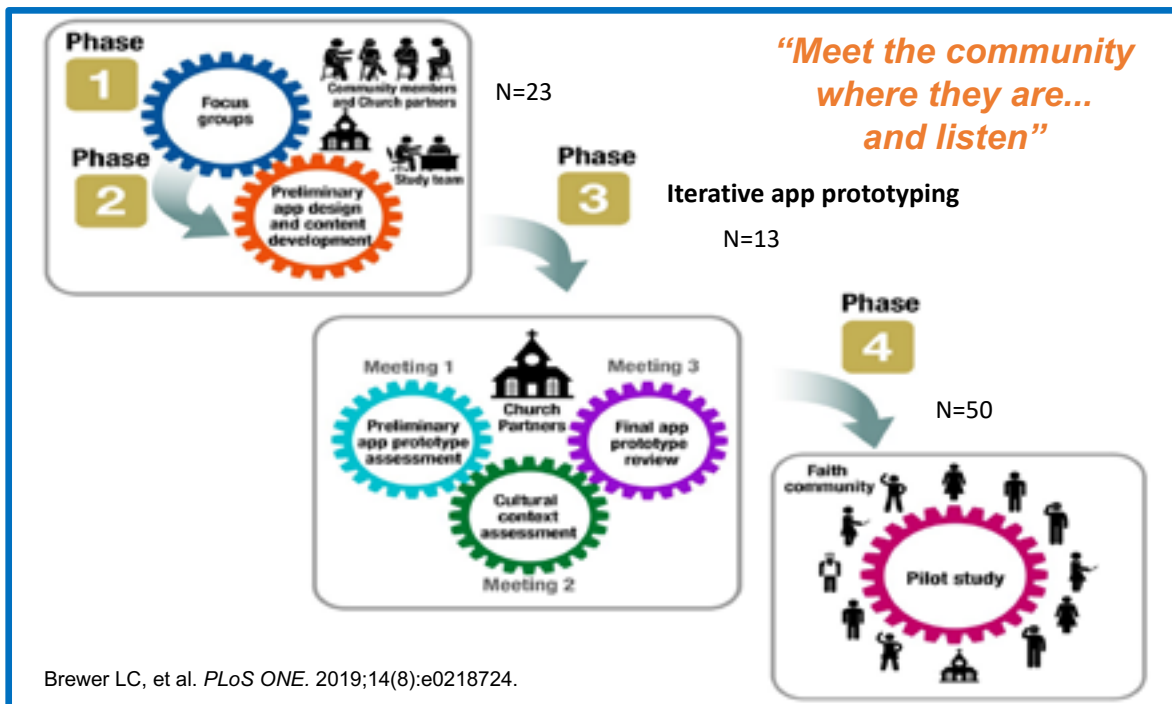 Phase
1
Focus
groups
Community members
and Church partners
N=23
Phase
2
Study team
Preliminary
app design
and content
development
“Meet the community
where they are...
and listen”
Phase
3
Iterative app prototyping
N=13
Meeting 1
Preliminary
app prototype
assessment
Church
Partners
Meeting 3
Final app
prototype
review
Cultural
context
assessment
Meeting 2
Phase
4
N=50
Faith
community
Pilot study
Brewer LC, et al. PLoS ONE. 2019;14(8):e0218724.